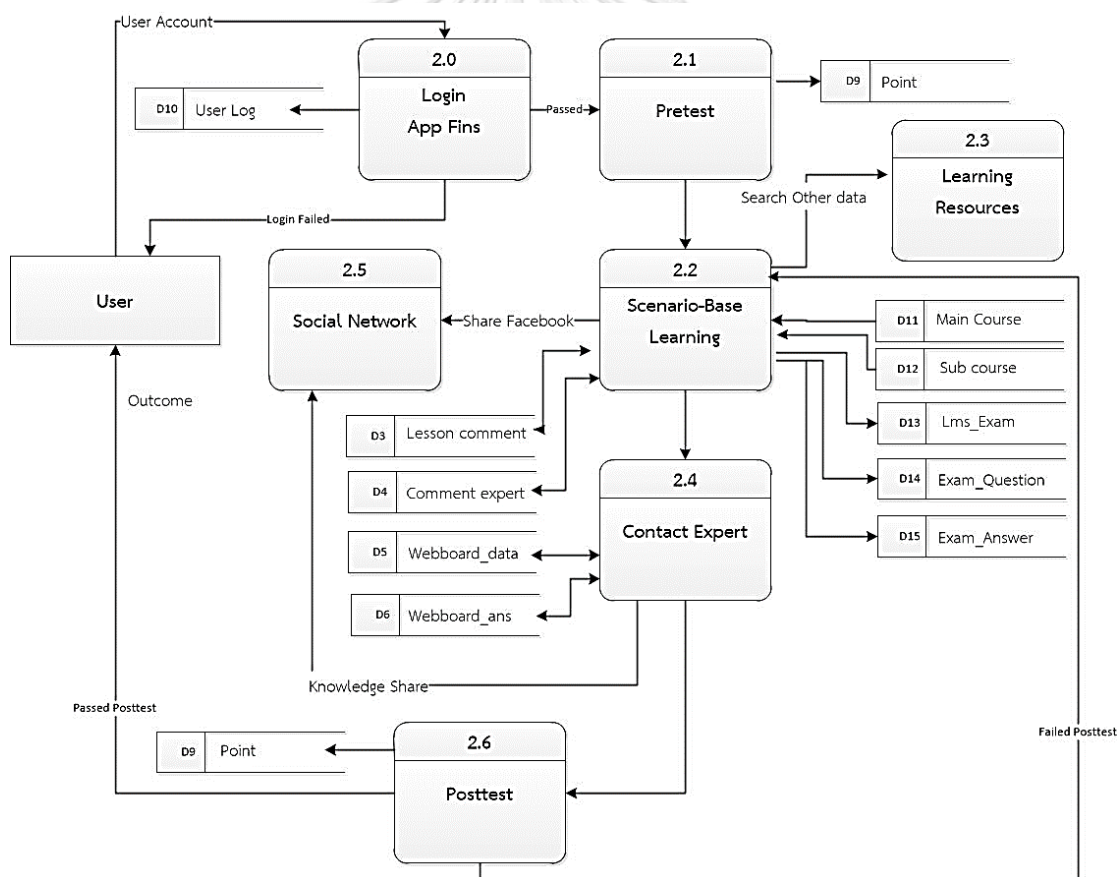 User Account
2.0
Login
App Fins
2.1
Pretest
D9 Point
D10 User Log
Passed
2.3
Learning
Resources
Search Other data
Login Failed
User
2.5
Social Network
2.2
Scenario-Base
Learning
Share Facebook
D11 Main Course
D12 Sub course
D13 Lms_Exam
D14 Exam_Question
D15 Exam_Answer
Outcome
D3 Lesson comment
D4 Comment expert
D5 Webboard_data
D6 Webboard_ans
2.4
Contact Expert
Knowledge Share
Passed Posttest
Failed Posttest
D9 Point
2.6
Posttest